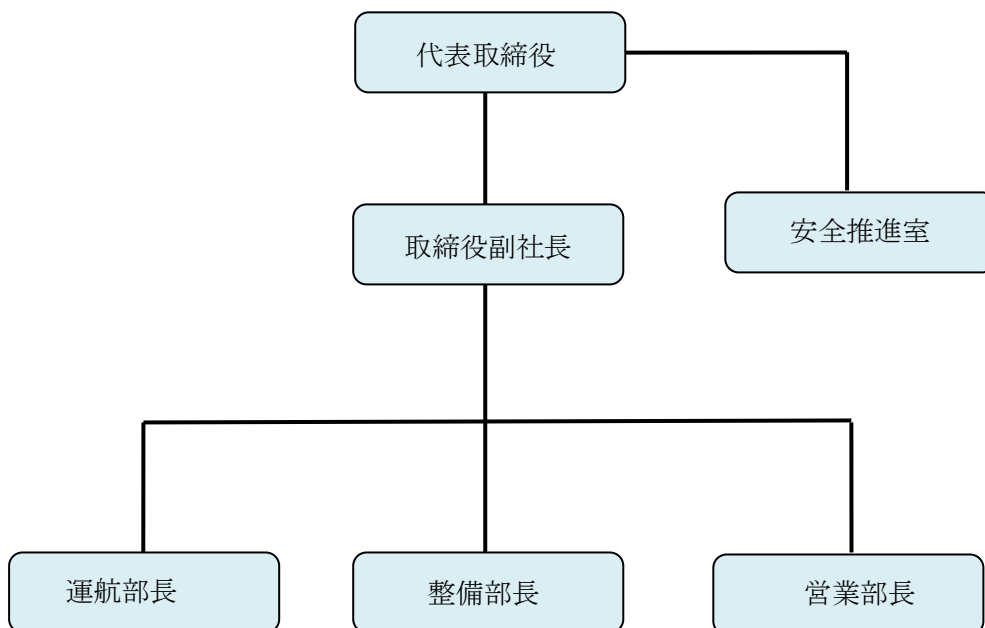 代表取締役
安全推進室
取締役副社長
運航部長
整備部長
営業部長